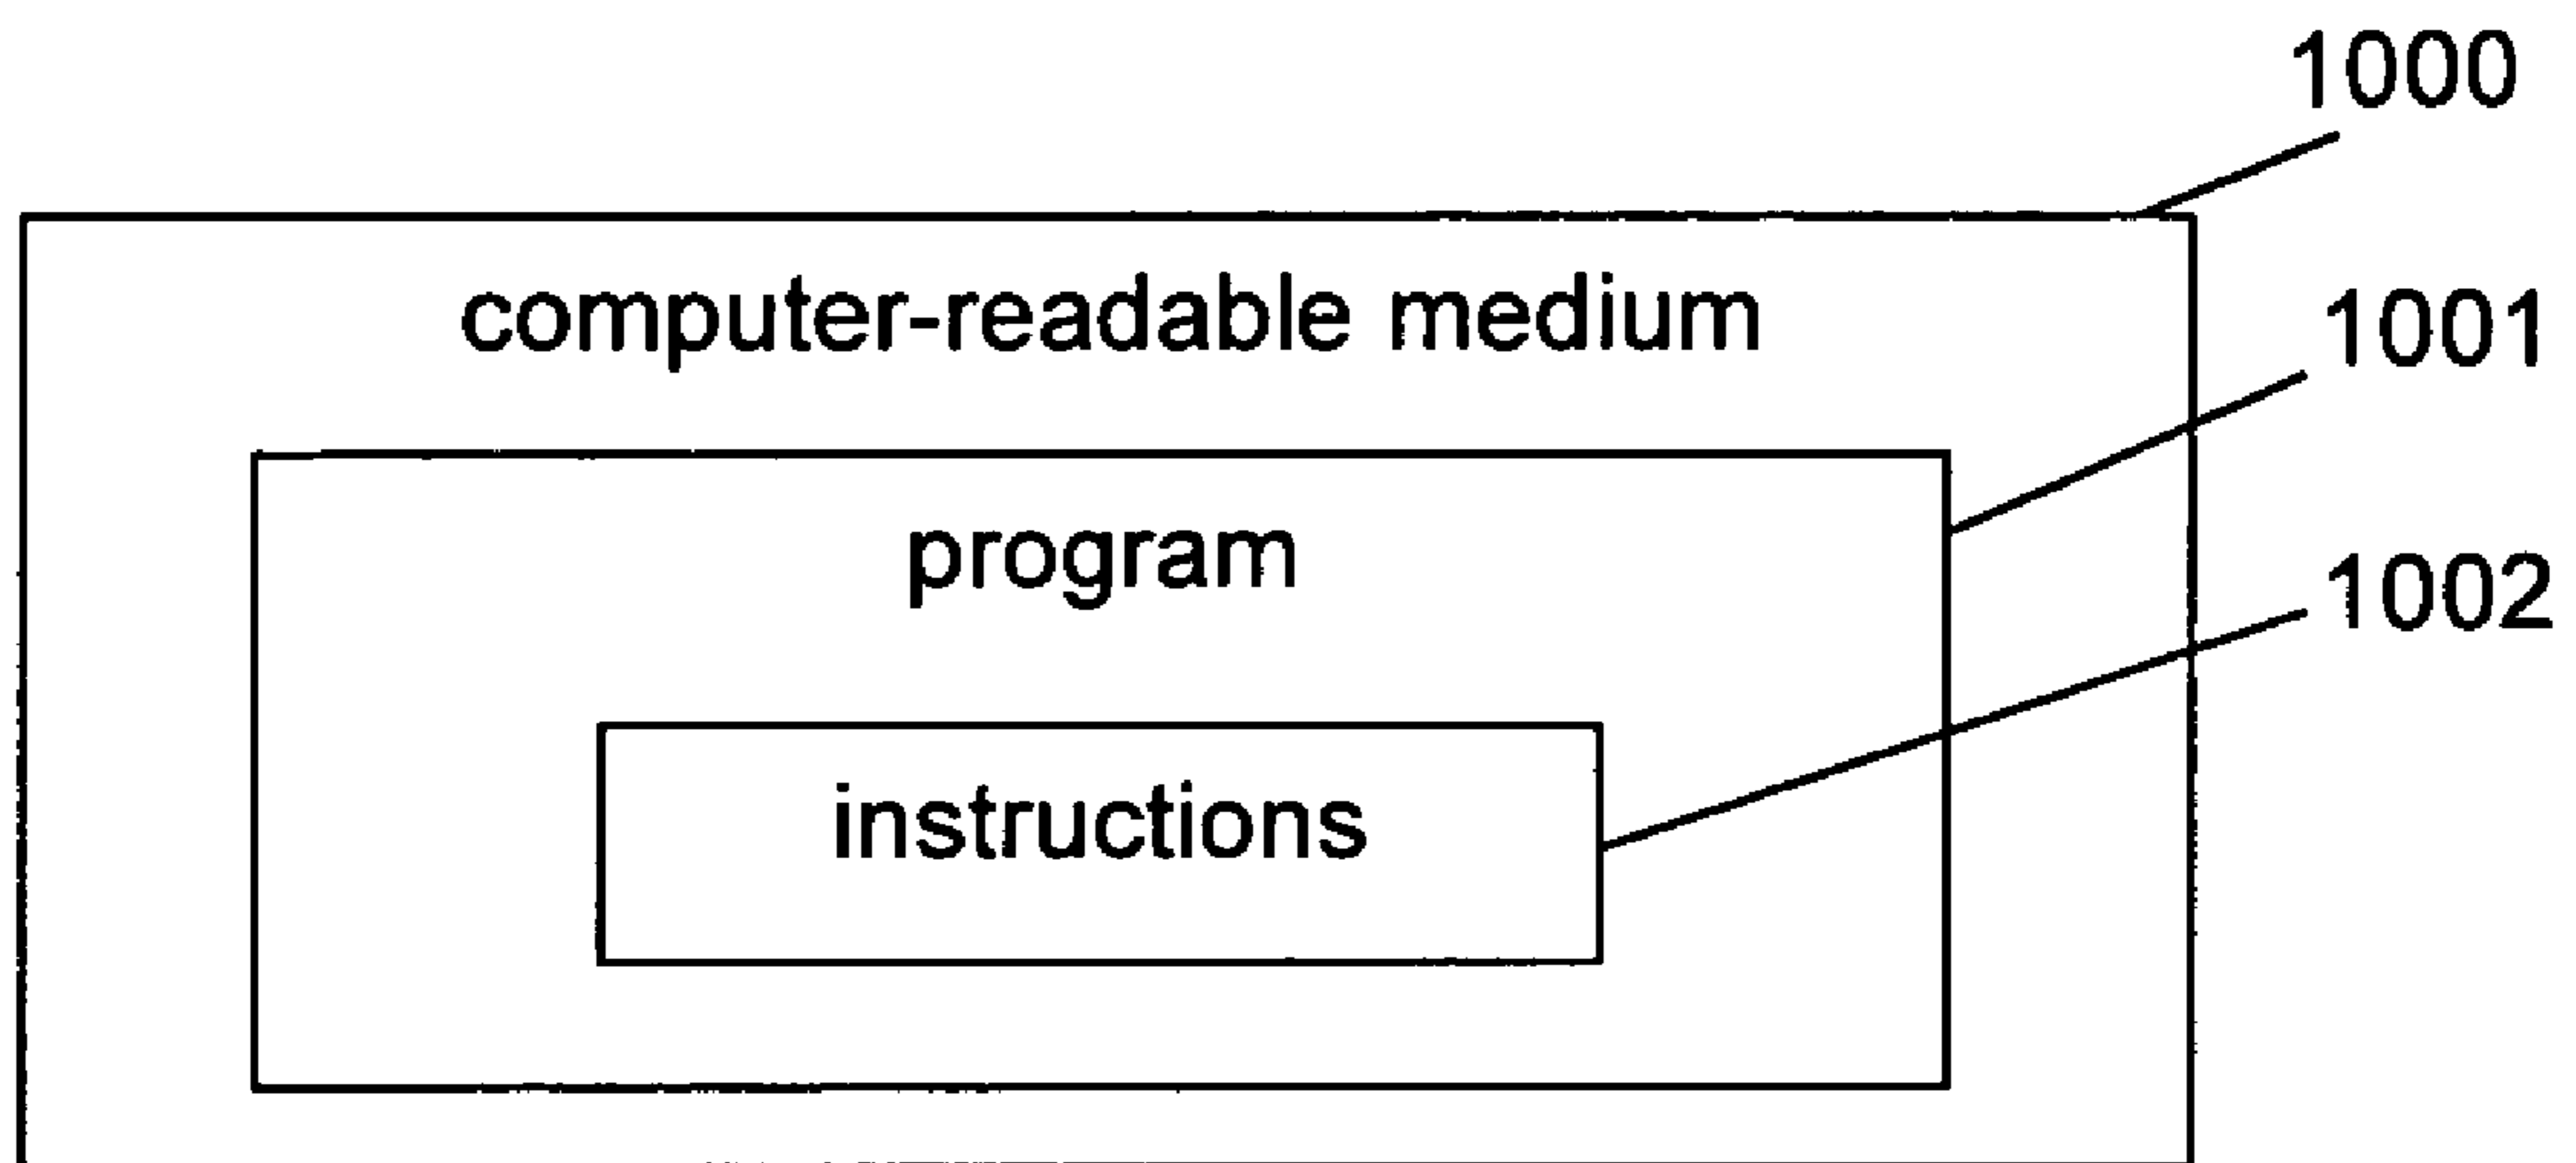 1000
computer-readable medium
1001
program
1002
instructions